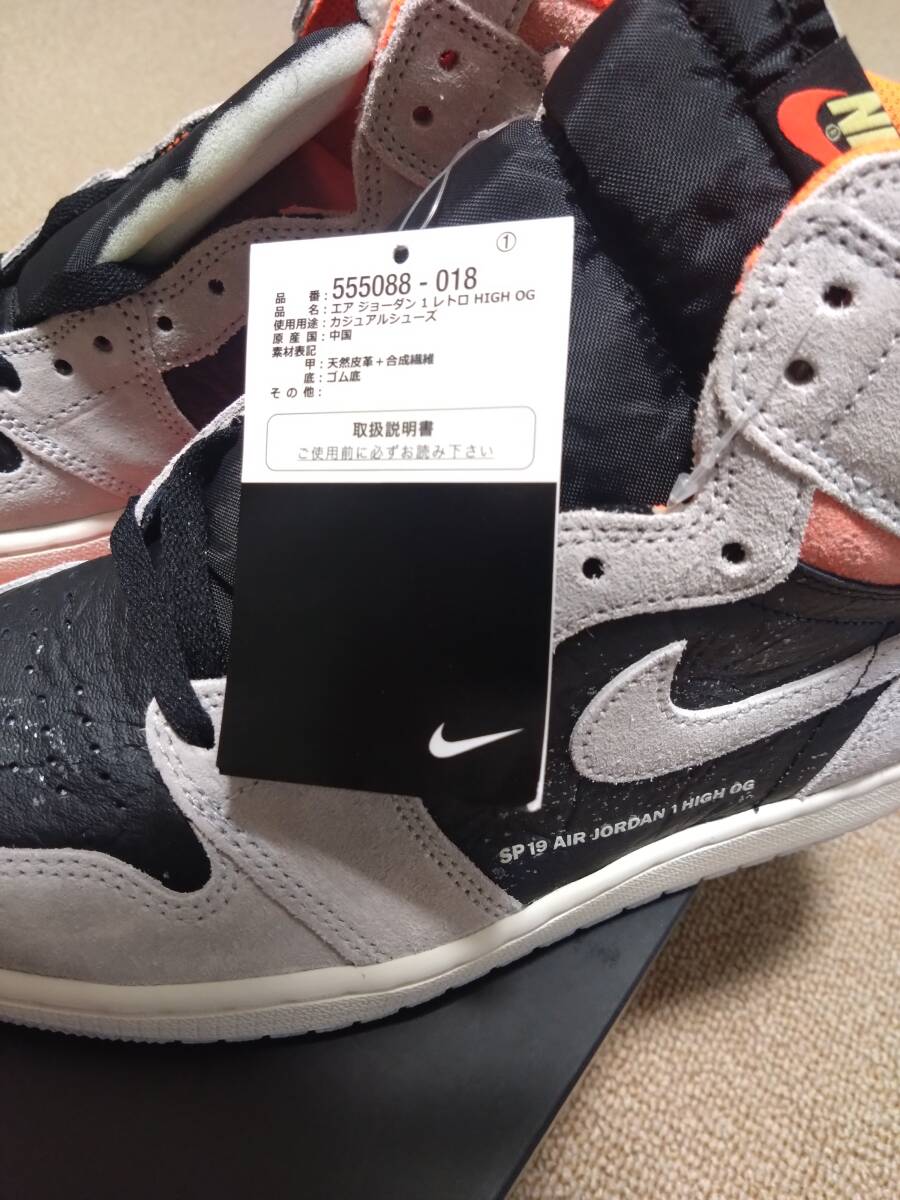 ①
品 番：555088-018
品 名：エア ジョーダン 1 レトロ HIGH OG
使用用途：カジュアルシューズ
原 産 国：中国
素材表記
甲：天然皮革+合成繊維
底：ゴム底
そ の 他：
取扱説明書
ご使用前に必ずお読み下さい
SP 19 AIR JORDAN 1 HIGH OG